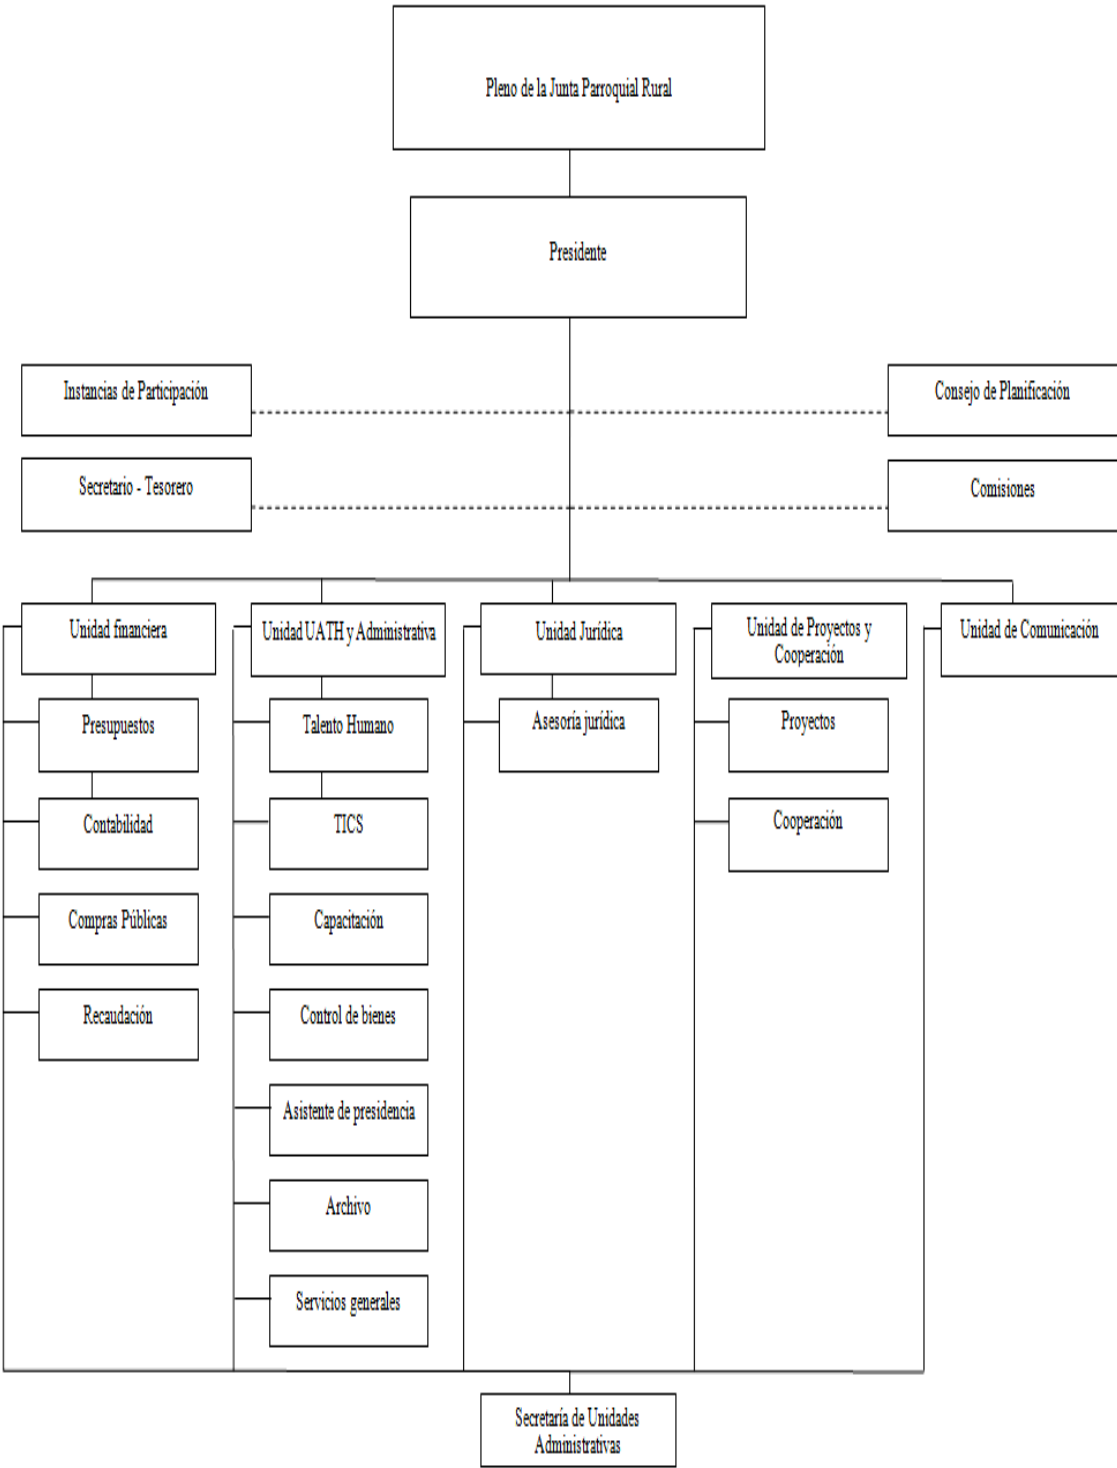 Pleno de la Junta Parroquial Rural
Presidente
Instancias de Participación
Consejo de Planificación
Secretario - Tesorero
Comisiones
Unidad financiera
Unidad UATH y Administrativa
Unidad Jurídica
Unidad de Proyectos y
Cooperación
Unidad de Comunicación
Presupuestos
Talento Humano
Asesoría jurídica
Proyectos
Contabilidad
TICS
Cooperación
Compras Públicas
Capacitación
Recaudación
Control de bienes
Asistente de presidencia
Archivo
Servicios generales
Secretaría de Unidades
Administrativas